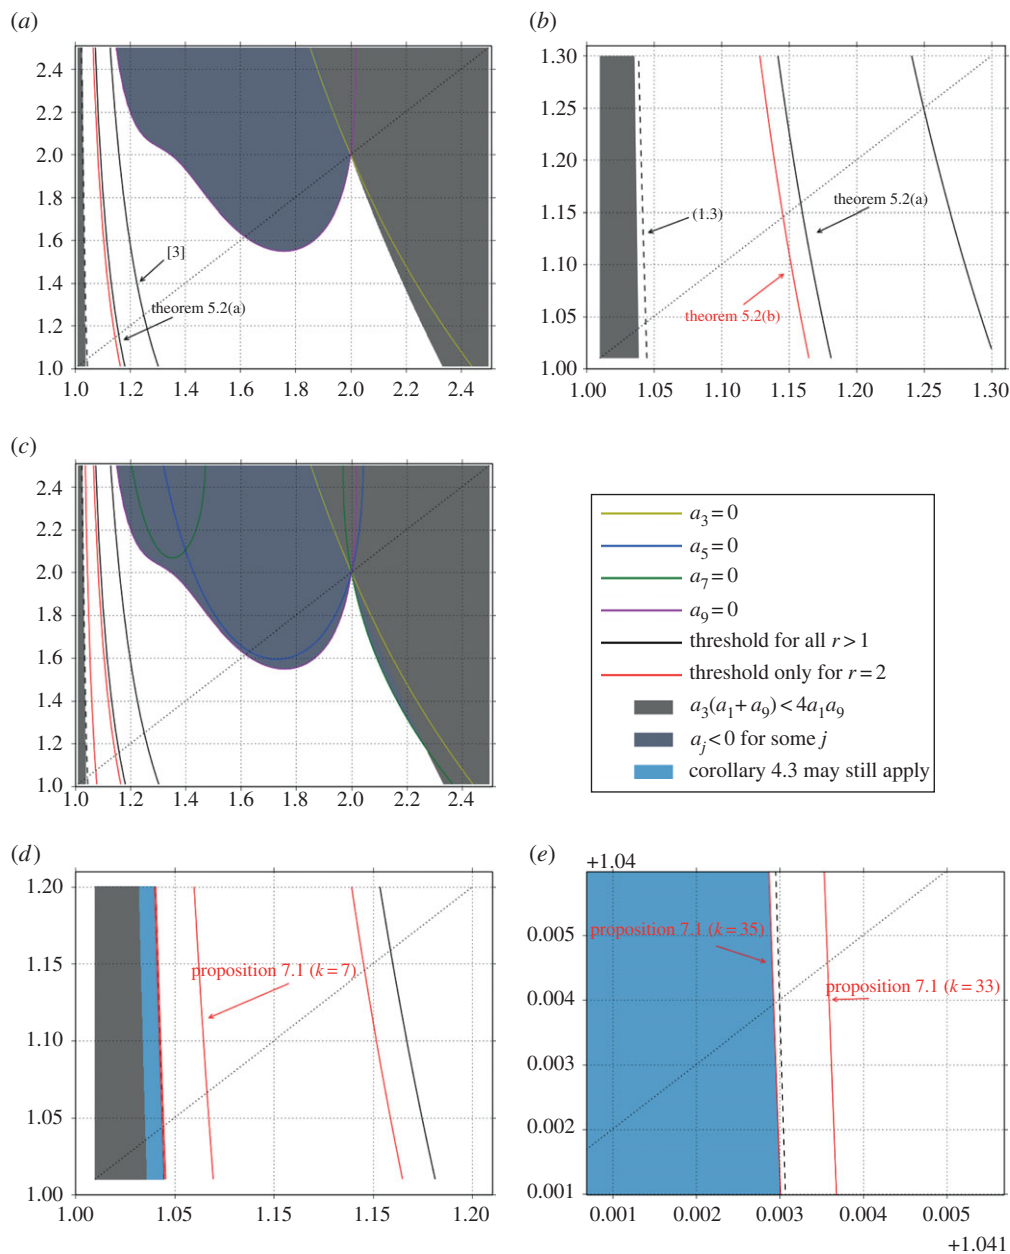 (a)
2.4
2.2
2.0
1.8
1.6
1.4
1.2
1.0
[3]
theorem 5.2(a)
1.0 1.2 1.4 1.6 1.8 2.0 2.2 2.4
(b)
1.30
1.25
1.20
1.15
1.10
1.05
1.00
(1.3)
theorem 5.2(a)
theorem 5.2(b)
1.00 1.05 1.10 1.15 1.20 1.25 1.30
(c)
2.4
2.2
2.0
1.8
1.6
1.4
1.2
1.0
1.0 1.2 1.4 1.6 1.8 2.0 2.2 2.4
a₃ = 0
a₅ = 0
a₇ = 0
a₉ = 0
threshold for all r > 1
threshold only for r = 2
a₃(a₁ + a₉) < 4a₁a₉
aⱼ < 0 for some j
corollary 4.3 may still apply
(d)
1.20
1.15
1.10
1.05
1.00
proposition 7.1 (k = 7)
1.00 1.05 1.10 1.15 1.20
(e)
+1.04
0.005
0.004
0.003
0.002
0.001
proposition 7.1 (k = 35)
proposition 7.1 (k = 33)
0.001 0.002 0.003 0.004 0.005
+1.041